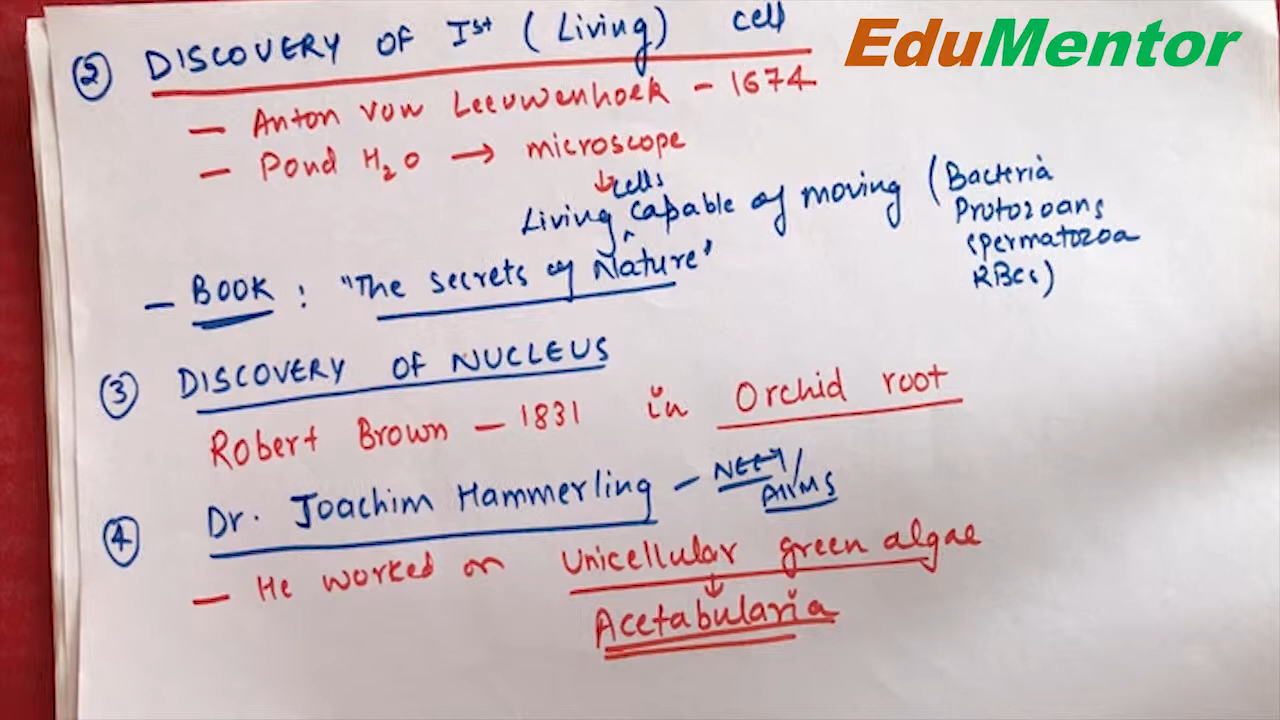 EduMentor
② DISCOVERY OF Ist (Living) cell
— Anton von Leeuwenhoek – 1674
— Pond H₂O → microscope
↓ cells
Living ^ capable of moving (Bacteria
Protozoans
spermatozoa
RBCs)
— BOOK : "The secrets of Nature"
③ DISCOVERY OF NUCLEUS
Robert Brown – 1831 in Orchid root
④ Dr. Joachim Hammerling – NEET/
AIIMS
— He worked on Unicellular green algae
↓
Acetabularia